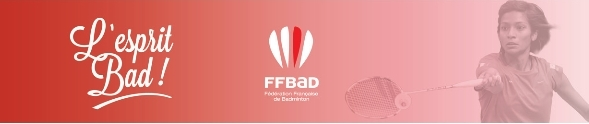 L'esprit
Bad !
FFBaD
Fédération Française
de Badminton